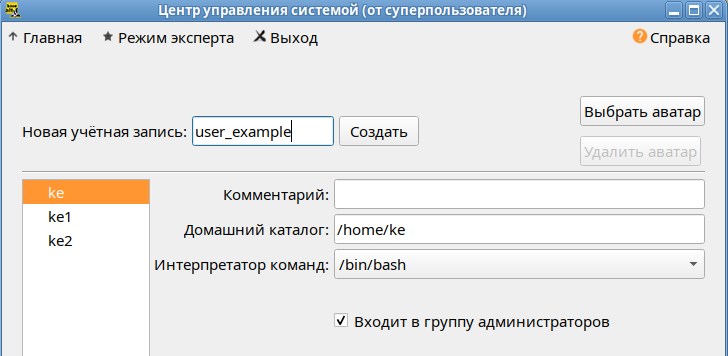 Центр управления системой (от суперпользователя)
Главная Режим эксперта Выход Справка
Выбрать аватар
Новая учётная запись: user_example Создать
Удалить аватар
ke Комментарий:
ke1 Домашний каталог: /home/ke
ke2 Интерпретатор команд: /bin/bash
Входит в группу администраторов